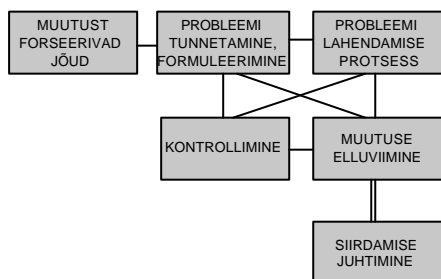 MUUTUST
FORSEERIVAD
JÕUD
PROBLEEMI
TUNNETAMINE,
FORMULEERIMINE
PROBLEEMI
LAHENDAMISE
PROTSESS
KONTROLLIMINE
MUUTUSE
ELLUVIIMINE
SIIRDAMISE
JUHTIMINE